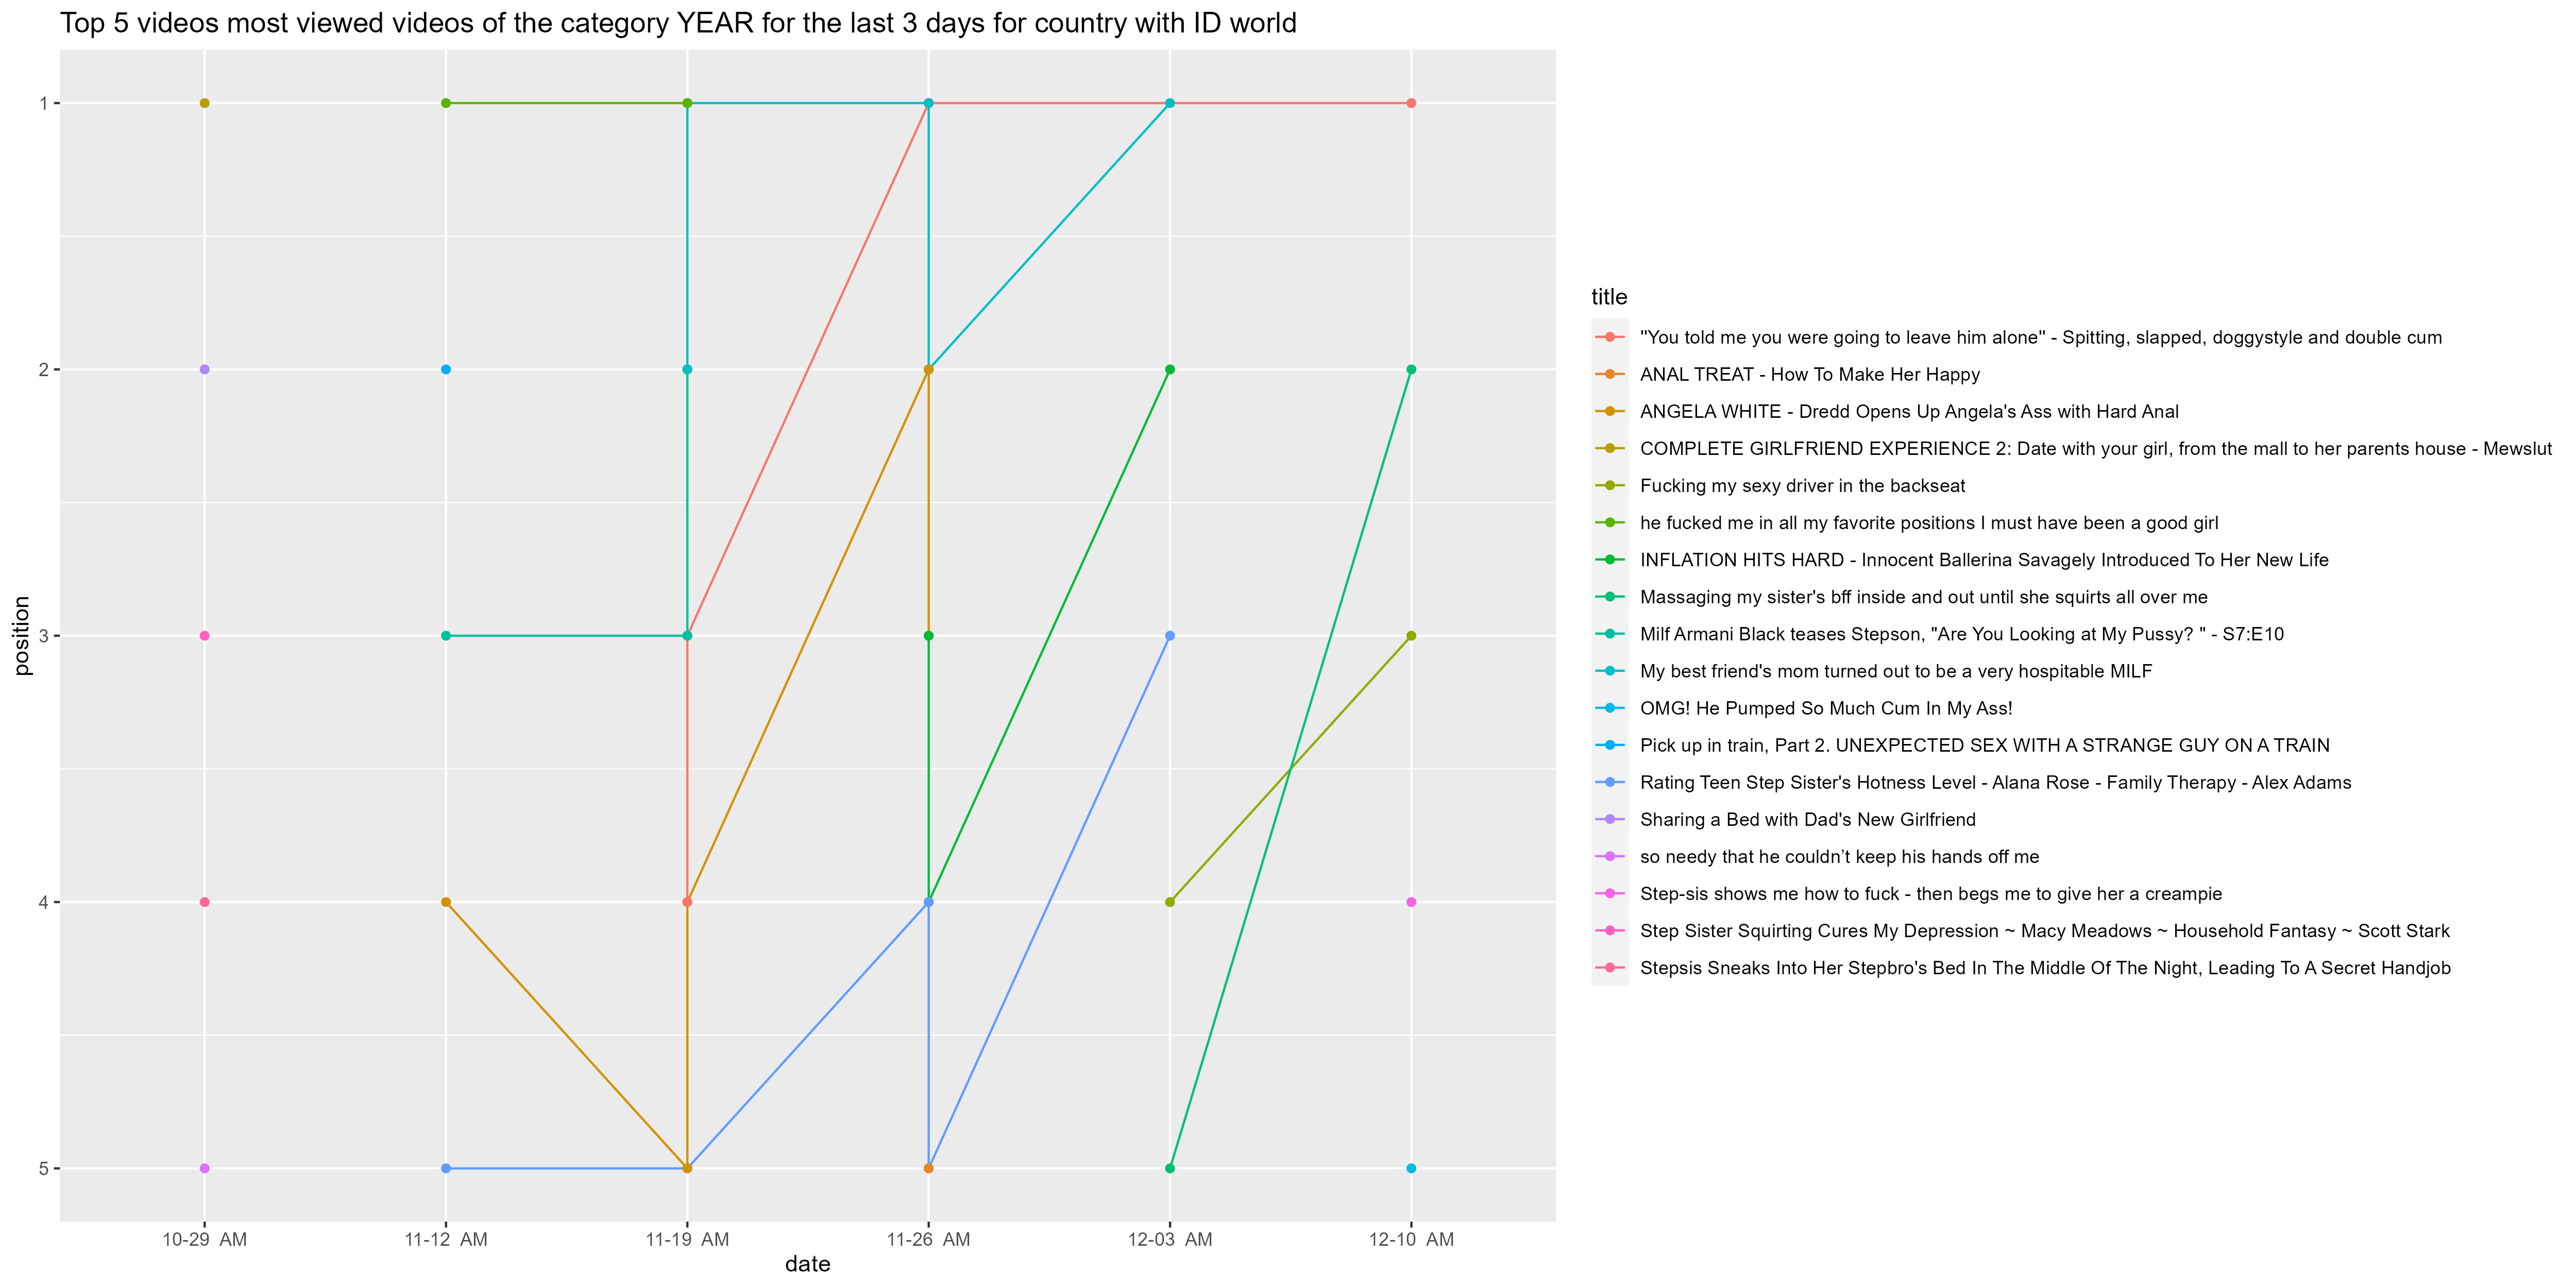 Top 5 videos most viewed videos of the category YEAR for the last 3 days for country with ID world
position
1
2
3
4
5
10-29 AM
11-12 AM
11-19 AM
11-26 AM
12-03 AM
12-10 AM
date
title
"You told me you were going to leave him alone" - Spitting, slapped, doggystyle and double cum
ANAL TREAT - How To Make Her Happy
ANGELA WHITE - Dredd Opens Up Angela's Ass with Hard Anal
COMPLETE GIRLFRIEND EXPERIENCE 2: Date with your girl, from the mall to her parents house - Mewslut
Fucking my sexy driver in the backseat
he fucked me in all my favorite positions I must have been a good girl
INFLATION HITS HARD - Innocent Ballerina Savagely Introduced To Her New Life
Massaging my sister's bff inside and out until she squirts all over me
Milf Armani Black teases Stepson, "Are You Looking at My Pussy? " - S7:E10
My best friend's mom turned out to be a very hospitable MILF
OMG! He Pumped So Much Cum In My Ass!
Pick up in train, Part 2. UNEXPECTED SEX WITH A STRANGE GUY ON A TRAIN
Rating Teen Step Sister's Hotness Level - Alana Rose - Family Therapy - Alex Adams
Sharing a Bed with Dad's New Girlfriend
so needy that he couldn’t keep his hands off me
Step-sis shows me how to fuck - then begs me to give her a creampie
Step Sister Squirting Cures My Depression ~ Macy Meadows ~ Household Fantasy ~ Scott Stark
Stepsis Sneaks Into Her Stepbro's Bed In The Middle Of The Night, Leading To A Secret Handjob